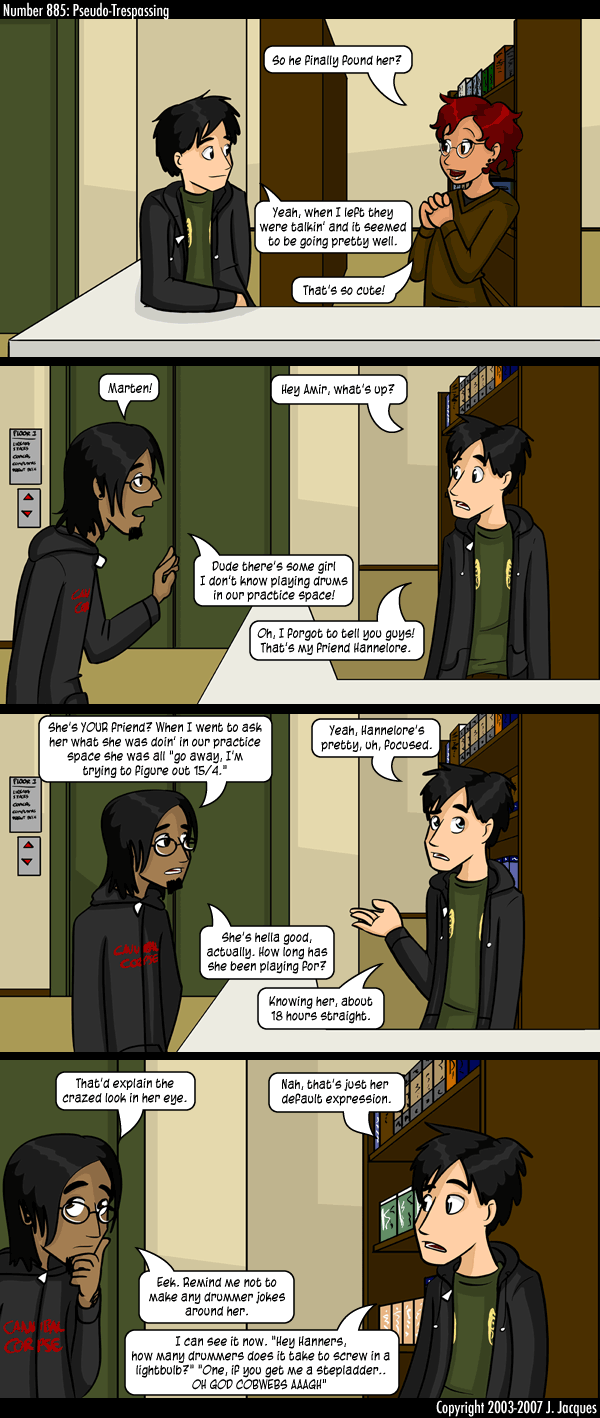 Number 885: Pseudo-Trespassing
So he finally found her?
Yeah, when I left they
were talkin' and it seemed
to be going pretty well.
That's so cute!
Marten!
Hey Amir, what's up?
FLOOR 1
Dude there's some girl
I don't know playing drums
in our practice space!
Oh, I forgot to tell you guys!
That's my friend Hannelore.
She's YOUR friend? When I went to ask
her what she was doin' in our practice
space she was all "go away, I'm
trying to figure out 15/4."
Yeah, Hannelore's
pretty, uh, focused.
FLOOR 1
CANNIBAL
CORPSE
She's hella good,
actually. How long has
she been playing for?
Knowing her, about
18 hours straight.
That'd explain the
crazed look in her eye.
Nah, that's just her
default expression.
Eek. Remind me not to
make any drummer jokes
around her.
CANNIBAL
CORPSE
I can see it now. "Hey Hanners,
how many drummers does it take to screw in a
lightbulb?" "One, if you get me a stepladder..
OH GOD COBWEBS AAAGH"
Copyright 2003-2007 J. Jacques